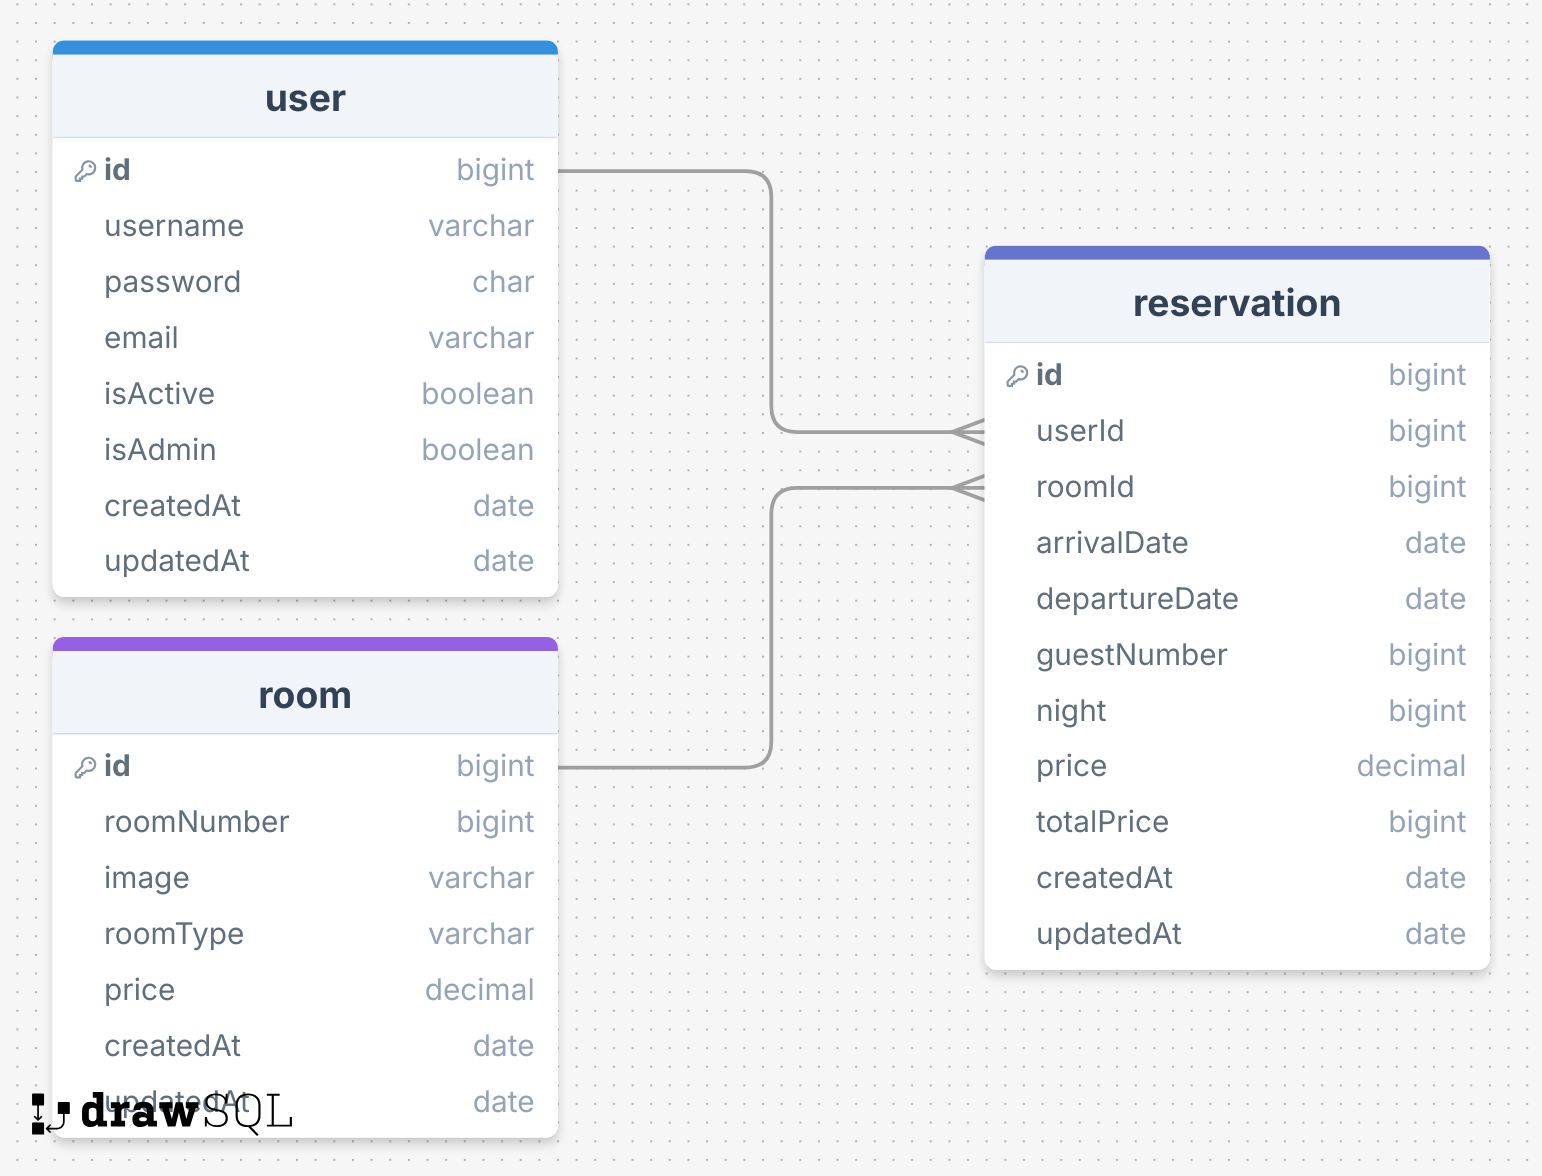 user
id bigint
username varchar
password char
email varchar
isActive boolean
isAdmin boolean
createdAt date
updatedAt date
room
id bigint
roomNumber bigint
image varchar
roomType varchar
price decimal
createdAt date
updatedAt date
drawSQL
reservation
id bigint
userId bigint
roomId bigint
arrivalDate date
departureDate date
guestNumber bigint
night bigint
price decimal
totalPrice bigint
createdAt date
updatedAt date